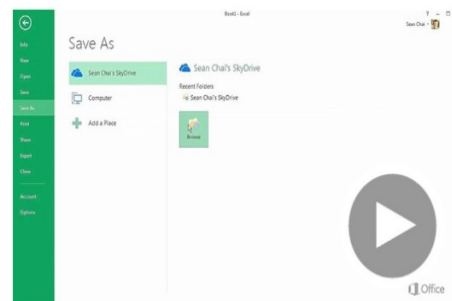 Book1 - Excel
? - □
Sean Chai
Info
New
Open
Save
Save As
Print
Share
Export
Close
Account
Options
Save As
Sean Chai's SkyDrive
Computer
Add a Place
Sean Chai's SkyDrive
Recent Folders
Sean Chai's SkyDrive
Browse
Office